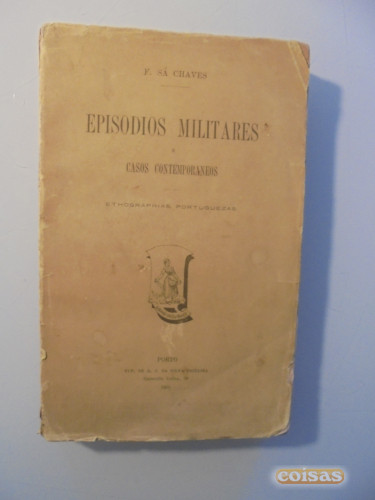 F. SÁ CHAVES
EPISODIOS MILITARES
E
CASOS CONTEMPORANEOS
ETHOGRAPHIAS PORTUGUEZAS
PORTO
coisas